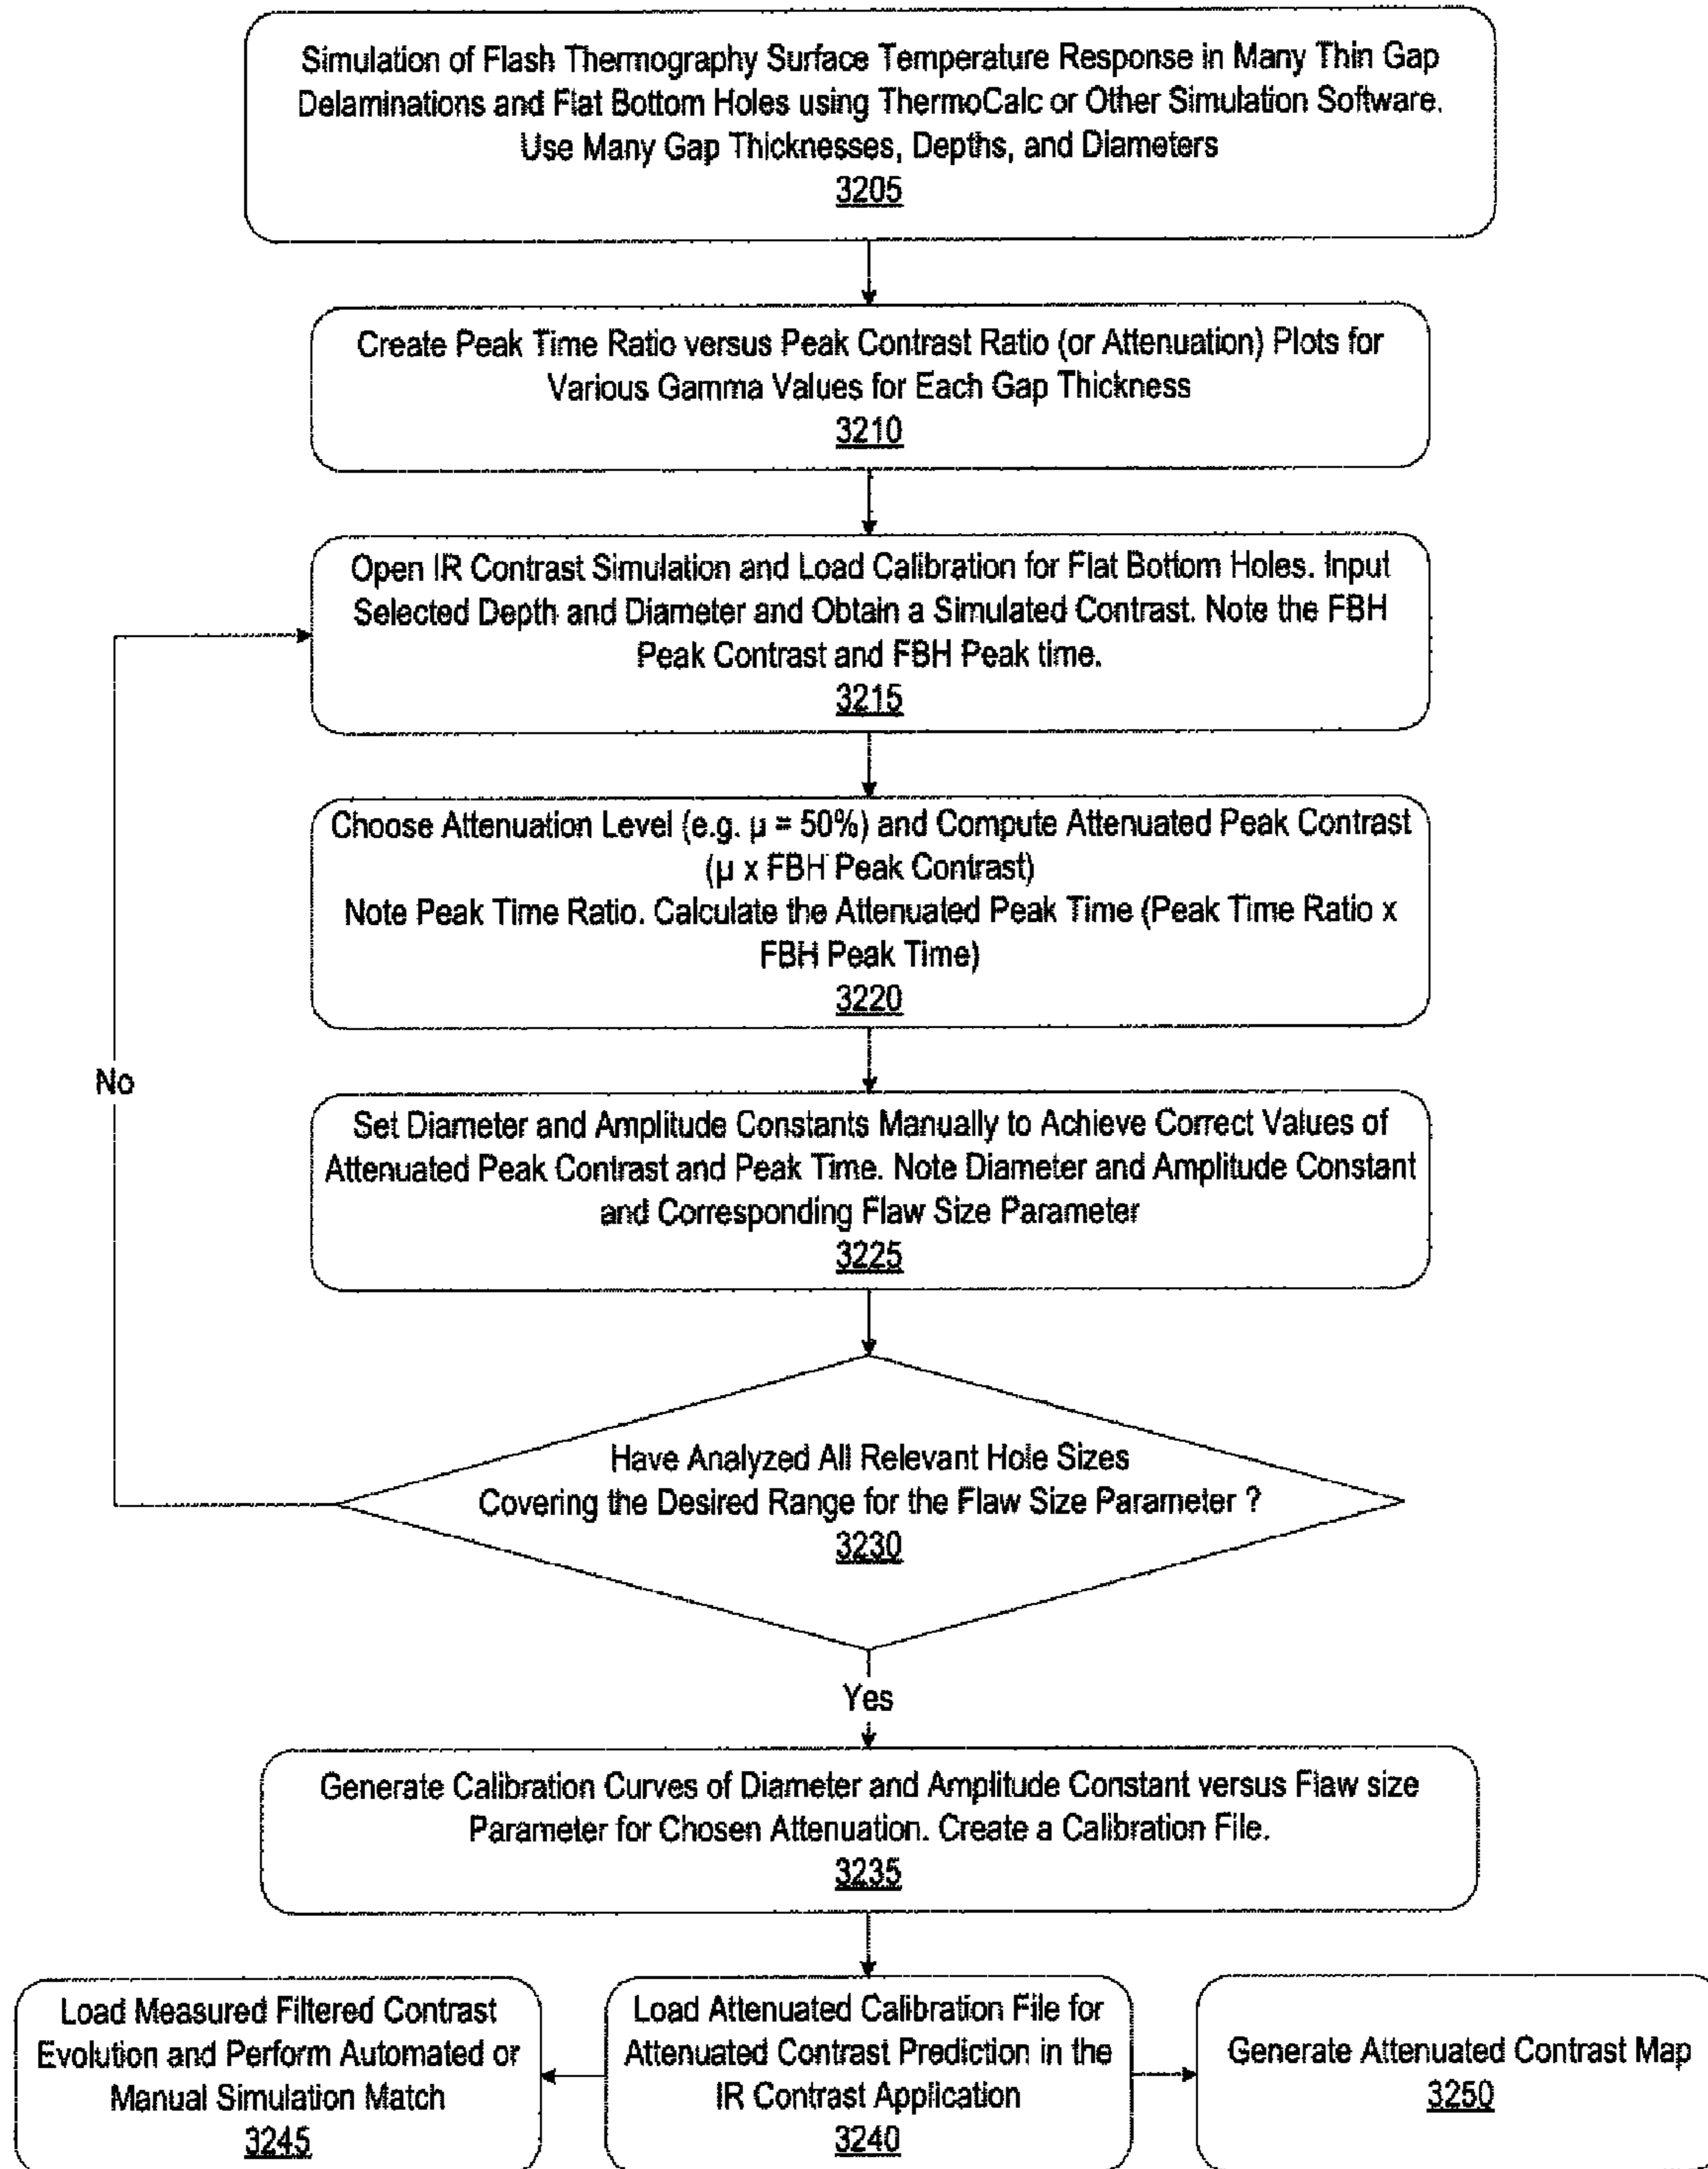 Simulation of Flash Thermography Surface Temperature Response in Many Thin Gap
Delaminations and Flat Bottom Holes using ThermoCalc or Other Simulation Software.
Use Many Gap Thicknesses, Depths, and Diameters
3205
Create Peak Time Ratio versus Peak Contrast Ratio (or Attenuation) Plots for
Various Gamma Values for Each Gap Thickness
3210
Open IR Contrast Simulation and Load Calibration for Flat Bottom Holes. Input
Selected Depth and Diameter and Obtain a Simulated Contrast. Note the FBH
Peak Contrast and FBH Peak time.
3215
Choose Attenuation Level (e.g. µ = 50%) and Compute Attenuated Peak Contrast
(µ x FBH Peak Contrast)
Note Peak Time Ratio. Calculate the Attenuated Peak Time (Peak Time Ratio x
FBH Peak Time)
3220
No
Set Diameter and Amplitude Constants Manually to Achieve Correct Values of
Attenuated Peak Contrast and Peak Time. Note Diameter and Amplitude Constant
and Corresponding Flaw Size Parameter
3225
Have Analyzed All Relevant Hole Sizes
Covering the Desired Range for the Flaw Size Parameter ?
3230
Yes
Generate Calibration Curves of Diameter and Amplitude Constant versus Flaw size
Parameter for Chosen Attenuation. Create a Calibration File.
3235
Load Measured Filtered Contrast
Evolution and Perform Automated or
Manual Simulation Match
3245
Load Attenuated Calibration File for
Attenuated Contrast Prediction in the
IR Contrast Application
3240
Generate Attenuated Contrast Map
3250